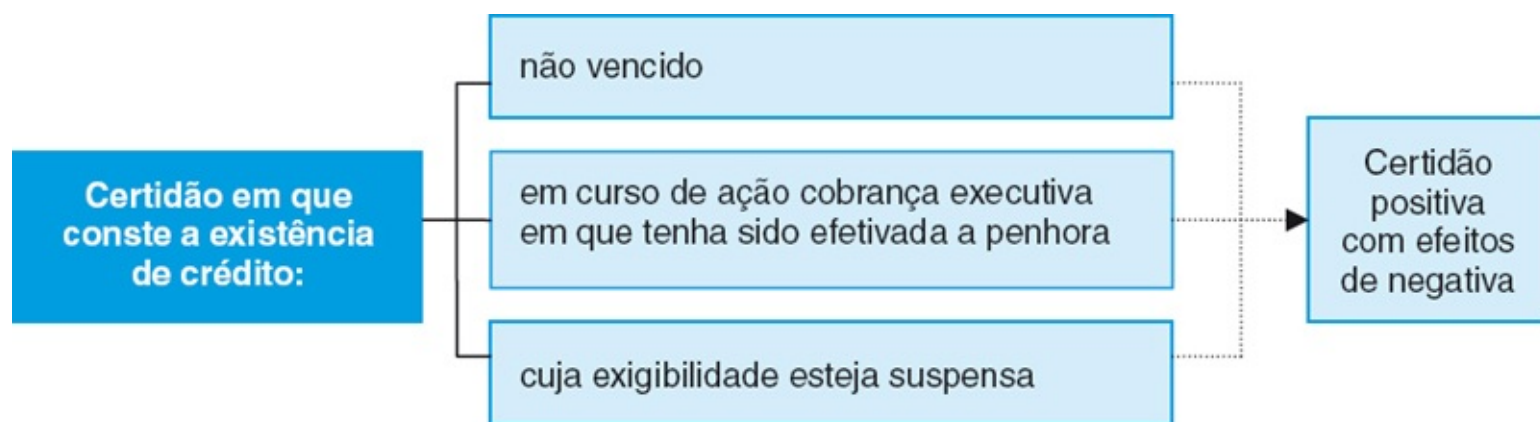 Certidão em que
conste a existência
de crédito:
não vencido
em curso de ação cobrança executiva
em que tenha sido efetivada a penhora
cuja exigibilidade esteja suspensa
Certidão
positiva
com efeitos
de negativa